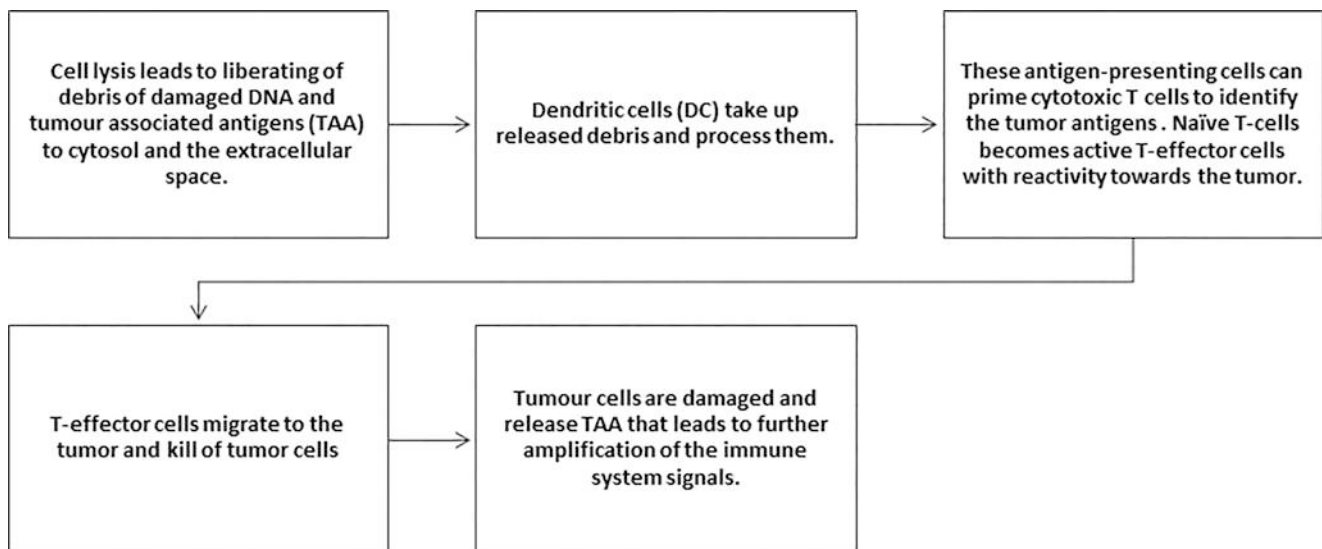 Cell lysis leads to liberating of
debris of damaged DNA and
tumour associated antigens (TAA)
to cytosol and the extracellular
space.
Dendritic cells (DC) take up
released debris and process them.
These antigen-presenting cells can
prime cytotoxic T cells to identify
the tumor antigens . Naïve T-cells
becomes active T-effector cells
with reactivity towards the tumor.
T-effector cells migrate to the
tumor and kill of tumor cells
Tumour cells are damaged and
release TAA that leads to further
amplification of the immune
system signals.